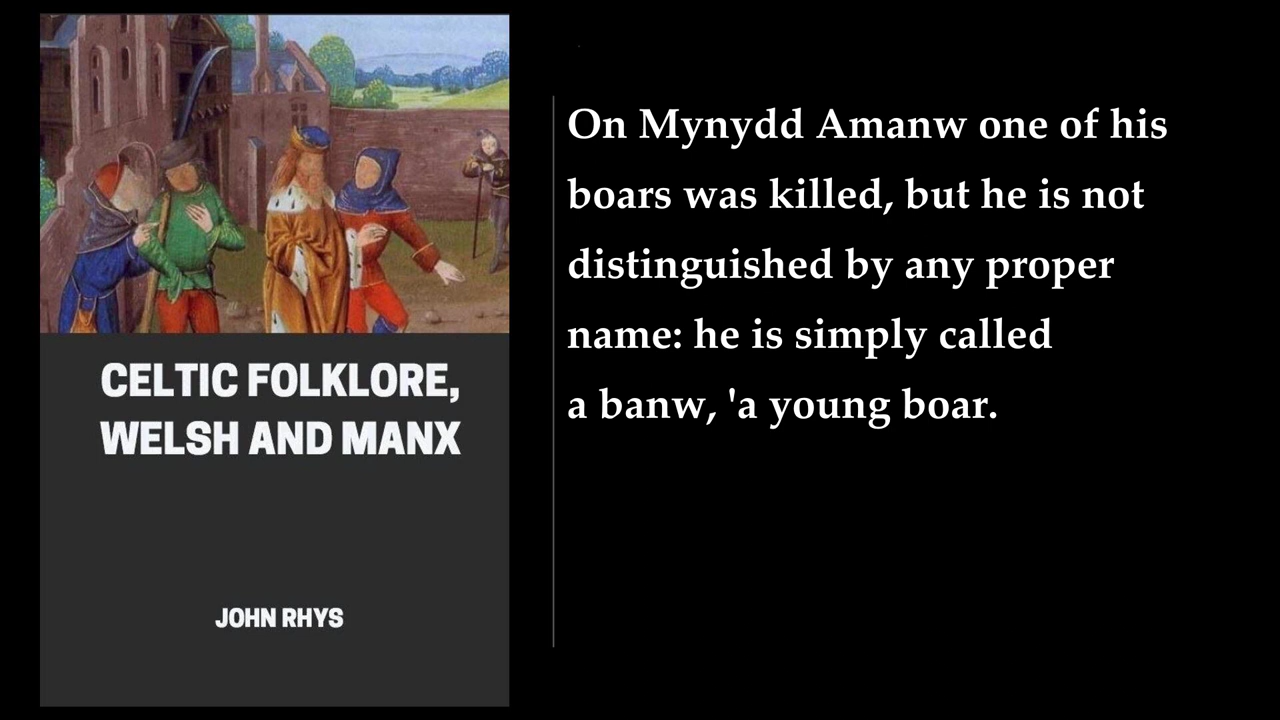 CELTIC FOLKLORE,
WELSH AND MANX
JOHN RHYS
On Mynydd Amanw one of his
boars was killed, but he is not
distinguished by any proper
name: he is simply called
a banw, 'a young boar.